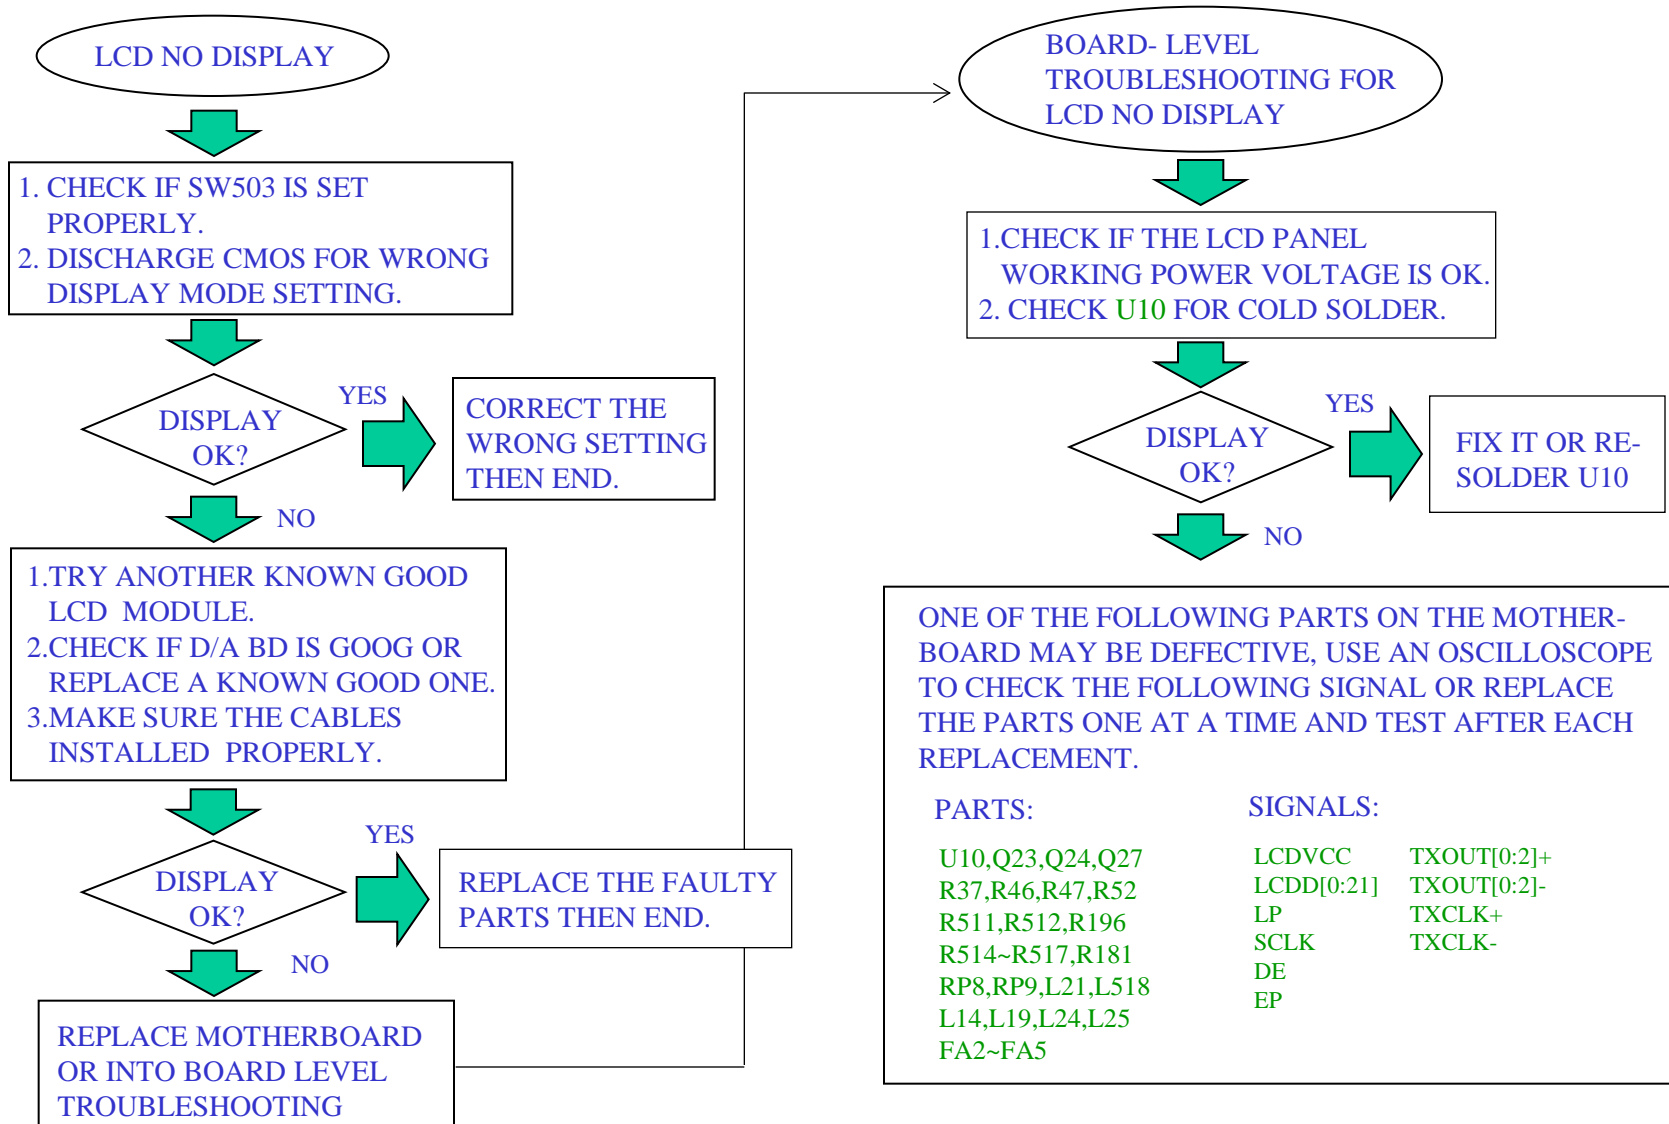 LCD NO DISPLAY
1. CHECK IF SW503 IS SET
PROPERLY.
2. DISCHARGE CMOS FOR WRONG
DISPLAY MODE SETTING.
DISPLAY
OK?
YES
CORRECT THE
WRONG SETTING
THEN END.
NO
1.TRY ANOTHER KNOWN GOOD
LCD MODULE.
2.CHECK IF D/A BD IS GOOG OR
REPLACE A KNOWN GOOD ONE.
3.MAKE SURE THE CABLES
INSTALLED PROPERLY.
DISPLAY
OK?
YES
REPLACE THE FAULTY
PARTS THEN END.
NO
REPLACE MOTHERBOARD
OR INTO BOARD LEVEL
TROUBLESHOOTING
BOARD- LEVEL
TROUBLESHOOTING FOR
LCD NO DISPLAY
1.CHECK IF THE LCD PANEL
WORKING POWER VOLTAGE IS OK.
2. CHECK U10 FOR COLD SOLDER.
DISPLAY
OK?
YES
FIX IT OR RE-
SOLDER U10
NO
ONE OF THE FOLLOWING PARTS ON THE MOTHER-
BOARD MAY BE DEFECTIVE, USE AN OSCILLOSCOPE
TO CHECK THE FOLLOWING SIGNAL OR REPLACE
THE PARTS ONE AT A TIME AND TEST AFTER EACH
REPLACEMENT.
PARTS:
U10,Q23,Q24,Q27
R37,R46,R47,R52
R511,R512,R196
R514~R517,R181
RP8,RP9,L21,L518
L14,L19,L24,L25
FA2~FA5
SIGNALS:
LCDVCC
LCDD[0:21]
LP
SCLK
DE
EP
TXOUT[0:2]+
TXOUT[0:2]-
TXCLK+
TXCLK-